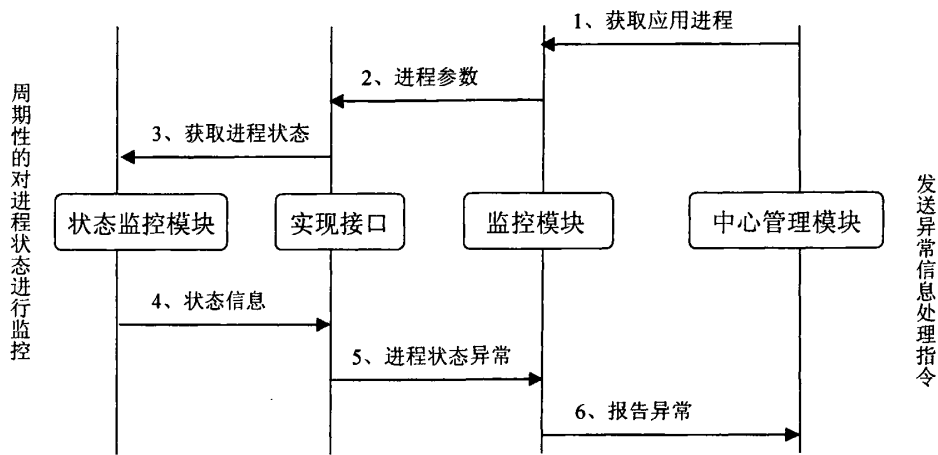 1、获取应用进程
2、进程参数
3、获取进程状态
周期性的对进程状态进行监控
状态监控模块
实现接口
监控模块
中心管理模块
发送异常信息处理指令
4、状态信息
5、进程状态异常
6、报告异常